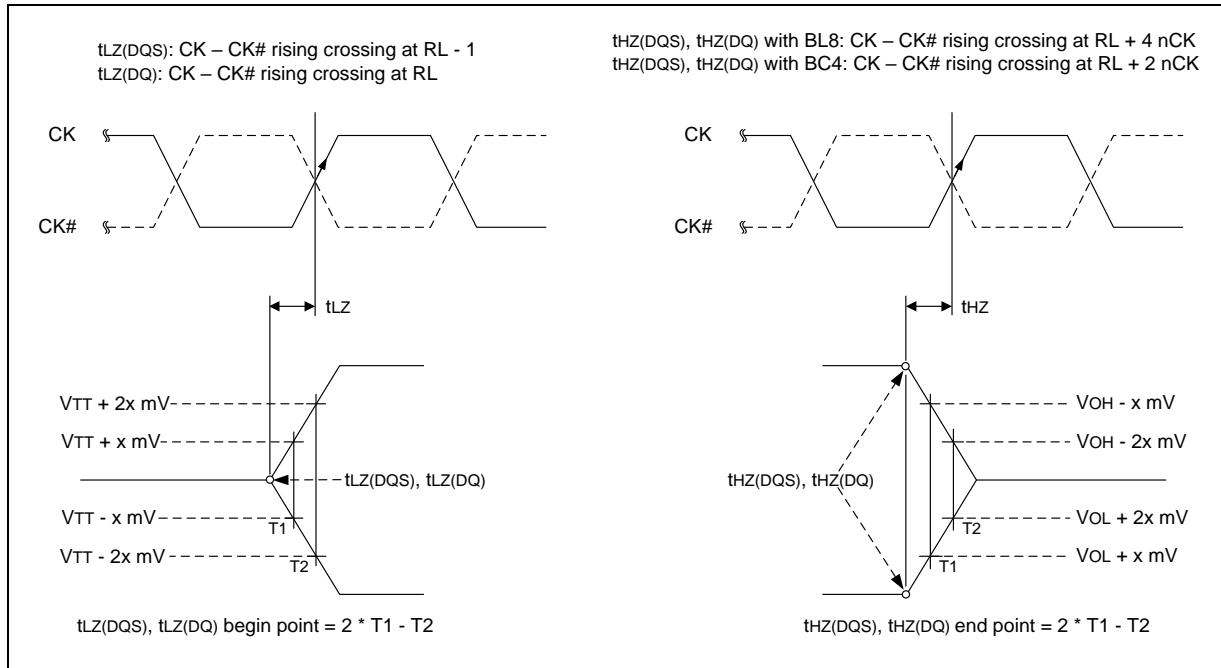 tLZ(DQS): CK – CK# rising crossing at RL - 1
tLZ(DQ): CK – CK# rising crossing at RL
CK
CK#
tLZ
VTT + 2x mV
VTT + x mV
tLZ(DQS), tLZ(DQ)
VTT - x mV
T1
VTT - 2x mV
T2
tLZ(DQS), tLZ(DQ) begin point = 2 * T1 - T2
tHZ(DQS), tHZ(DQ) with BL8: CK – CK# rising crossing at RL + 4 nCK
tHZ(DQS), tHZ(DQ) with BC4: CK – CK# rising crossing at RL + 2 nCK
CK
CK#
tHZ
VOH - x mV
VOH - 2x mV
tHZ(DQS), tHZ(DQ)
VOL + 2x mV
T2
VOL + x mV
T1
tHZ(DQS), tHZ(DQ) end point = 2 * T1 - T2